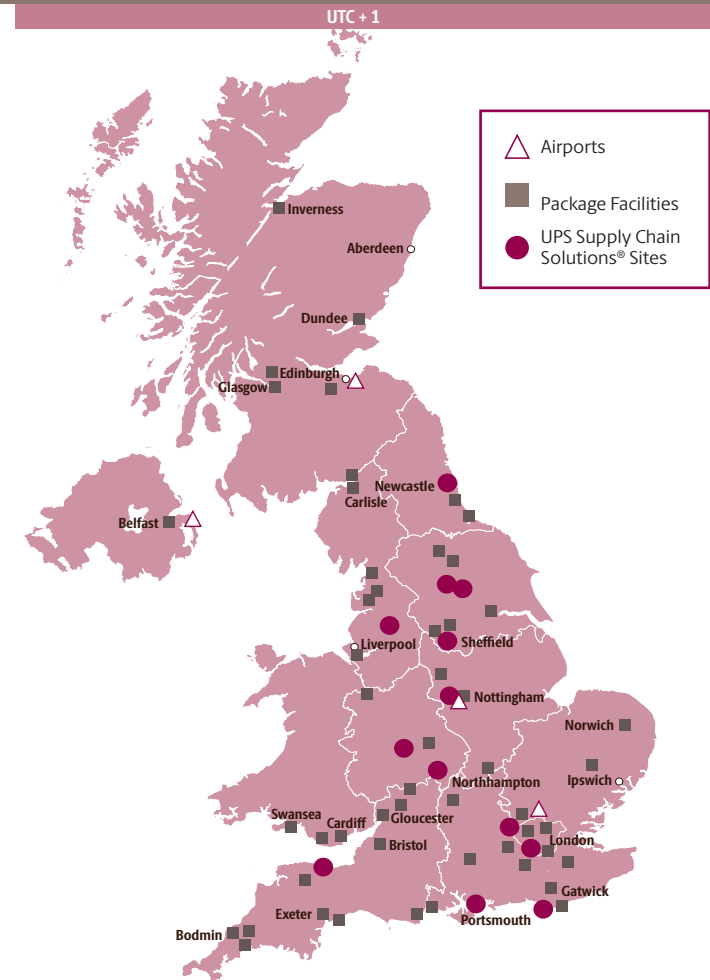 UTC + 1
Airports
Package Facilities
UPS Supply Chain
Solutions® Sites
Inverness
Aberdeen
Dundee
Edinburgh
Glasgow
Newcastle
Carlisle
Belfast
Liverpool
Sheffield
Nottingham
Norwich
Ipswich
Northhampton
Swansea
Cardiff
Gloucester
London
Bristol
Gatwick
Exeter
Portsmouth
Bodmin